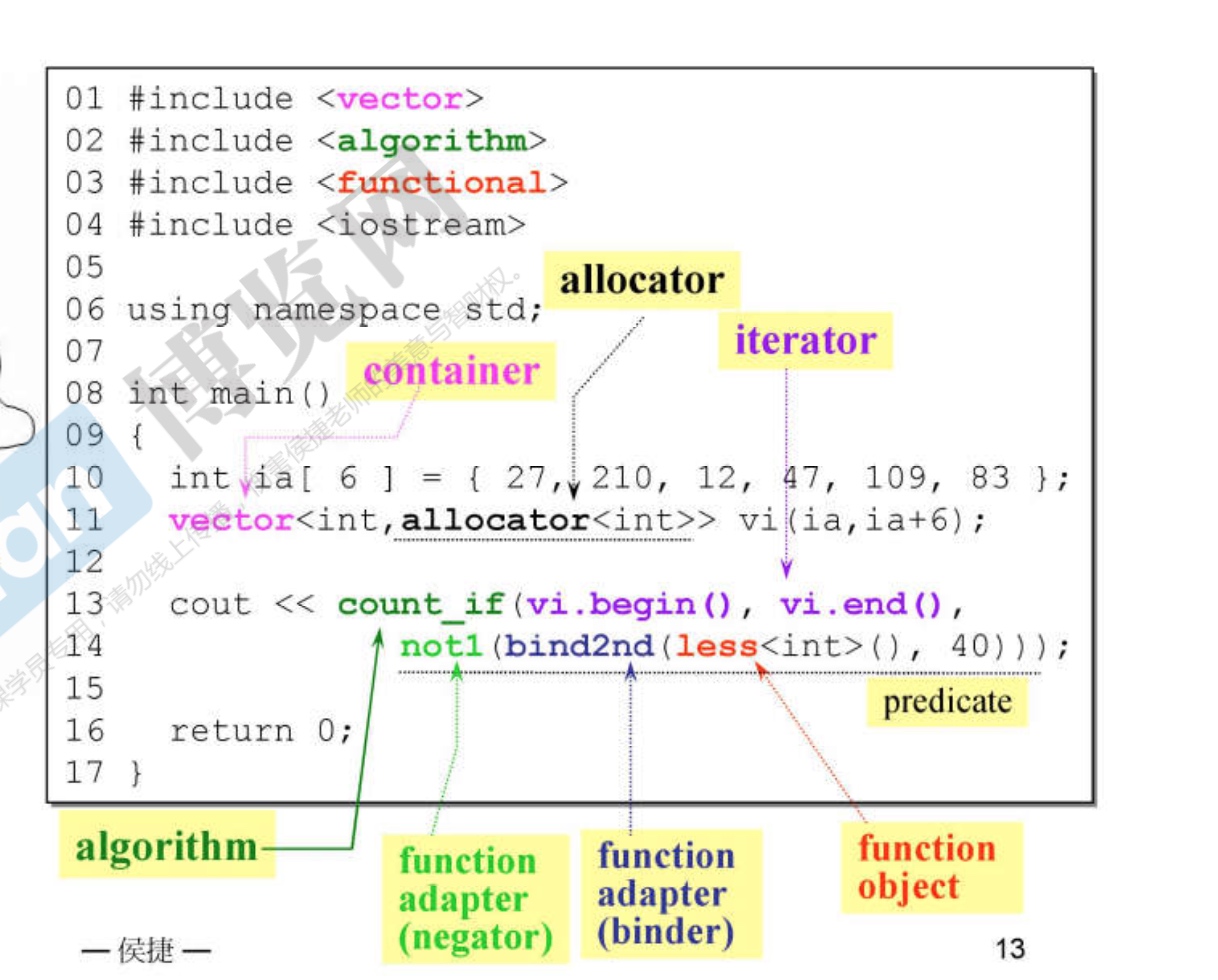 01 #include <vector>
02 #include <algorithm>
03 #include <functional>
04 #include <iostream>
05
allocator
06 using namespace std;
iterator
07
container
08 int main()
09 {
10 int ia[ 6 ] = { 27, 210, 12, 47, 109, 83 };
11 vector<int,allocator<int>> vi(ia,ia+6);
12
13 cout << count_if(vi.begin(), vi.end(),
14 not1(bind2nd(less<int>(), 40)));
15
predicate
16 return 0;
17 }
algorithm
function
adapter
(negator)
function
adapter
(binder)
function
object
— 侯捷 —
13
博览网